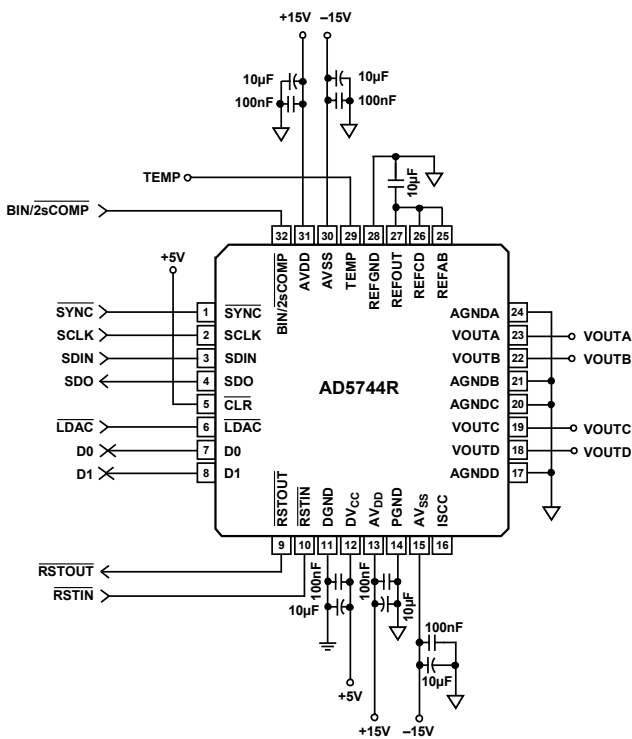 +15V –15V
10µF 10µF
100nF 100nF
TEMP
10µF
BIN/2sCOMP
+5V
32 31 30 29 28 27 26 25
BIN/2sCOMP
AVDD
AVSS
TEMP
REFGND
REFOUT
REFCD
REFAB
SYNC 1 SYNC
SCLK 2 SCLK
SDIN 3 SDIN
SDO 4 SDO
5 CLR
LDAC 6 LDAC
D0 7 D0
D1 8 D1
AD5744R
AGNDA 24
VOUTA 23 VOUTA
VOUTB 22 VOUTB
AGNDB 21
AGNDC 20
VOUTC 19 VOUTC
VOUTD 18 VOUTD
AGNDD 17
RSTOUT
RSTIN
DGND
DVCC
AVDD
PGND
AVSS
ISCC
9 10 11 12 13 14 15 16
RSTOUT
RSTIN
100nF
10µF
100nF
10µF
100nF
10µF
+5V
+15V –15V